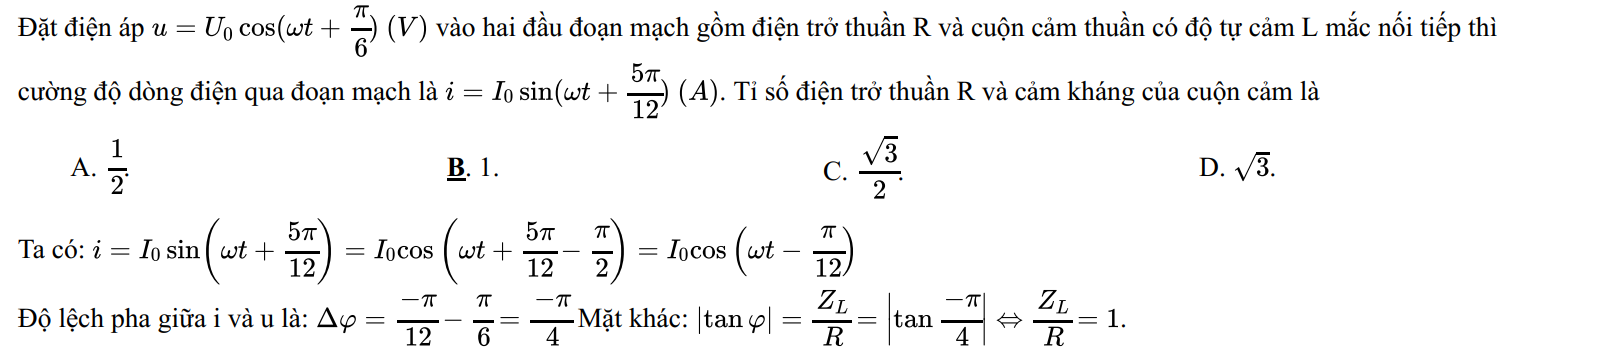 Đặt điện áp $u = U_0 \cos(\omega t + \frac{\pi}{6})\ (V)$ vào hai đầu đoạn mạch gồm điện trở thuần R và cuộn cảm thuần có độ tự cảm L mắc nối tiếp thì
cường độ dòng điện qua đoạn mạch là $i = I_0 \sin(\omega t + \frac{5\pi}{12})\ (A)$. Tỉ số điện trở thuần R và cảm kháng của cuộn cảm là
A. $\frac{1}{2}$. B. 1. C. $\frac{\sqrt{3}}{2}$. D. $\sqrt{3}$.
Ta có: $i = I_0 \sin\left(\omega t + \frac{5\pi}{12}\right) = I_0 \cos\left(\omega t + \frac{5\pi}{12} - \frac{\pi}{2}\right) = I_0 \cos\left(\omega t - \frac{\pi}{12}\right)$
Độ lệch pha giữa i và u là: $\Delta\varphi = \frac{-\pi}{12} - \frac{\pi}{6} = \frac{-\pi}{4}$ Mặt khác: $|\tan\varphi| = \frac{Z_L}{R} = \left|\tan\frac{-\pi}{4}\right| \Leftrightarrow \frac{Z_L}{R} = 1.$